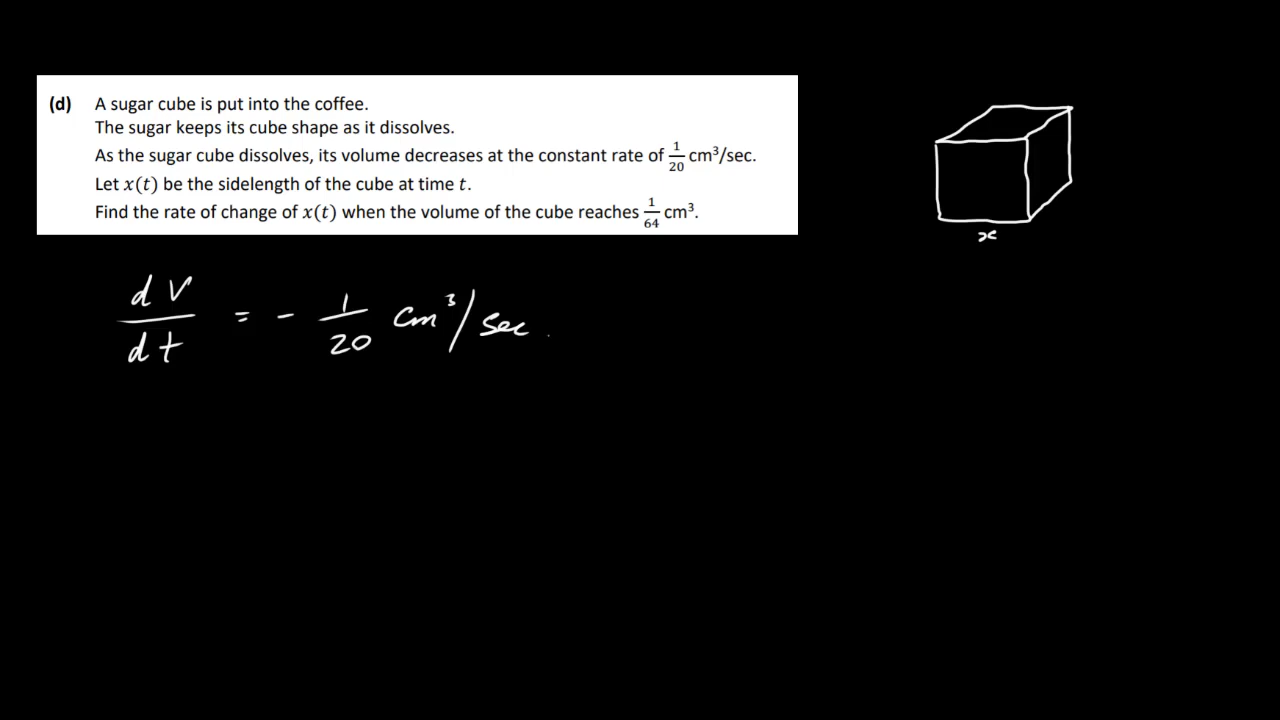 (d) A sugar cube is put into the coffee.
The sugar keeps its cube shape as it dissolves.
As the sugar cube dissolves, its volume decreases at the constant rate of 1/20 cm³/sec.
Let x(t) be the sidelength of the cube at time t.
Find the rate of change of x(t) when the volume of the cube reaches 1/64 cm³.
x
dV/dt = - 1/20 cm³/sec.